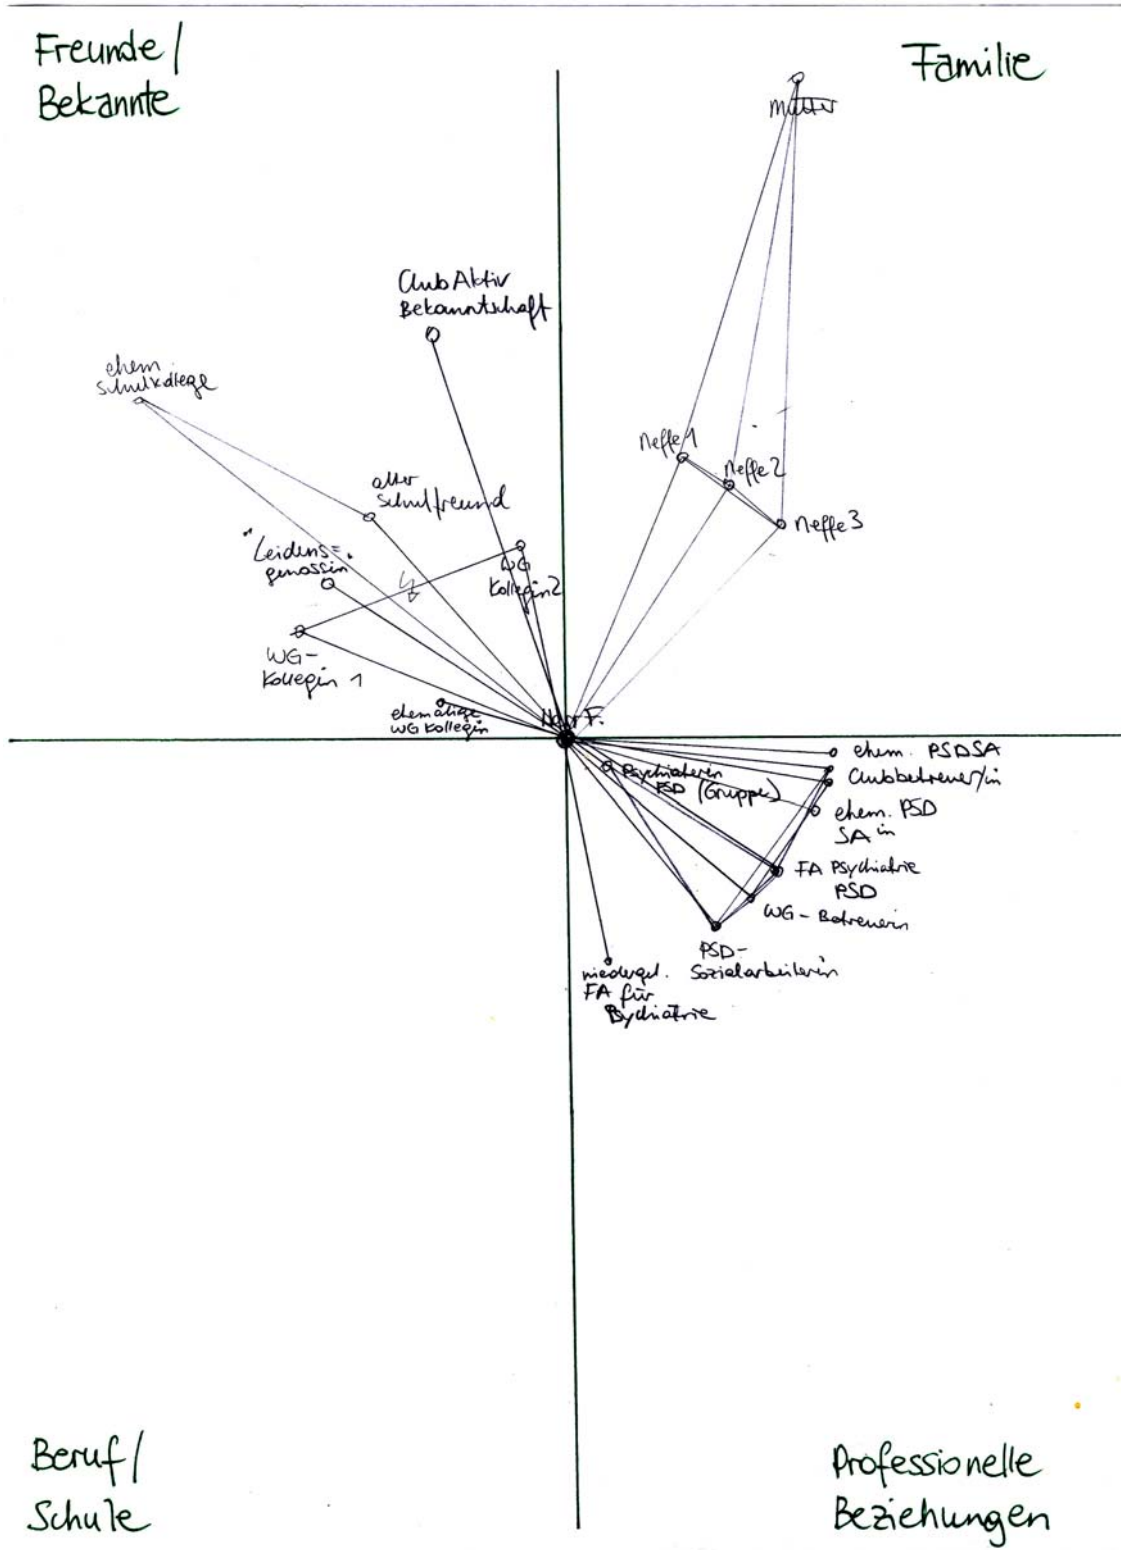 Freunde/
Bekannte
Familie
Mutter
Club Aktiv
Bekanntschaft
ehem.
Schulkollege
alter
Schulfreund
"Leidens=
genossin"
WG
Kollegin 2
WG-
Kollegin 1
ehemalige
WG Kollegin
Neffe 1
Neffe 2
Neffe 3
Herr F.
Psychiaterin
PSD (Gruppe)
ehem. PSDSA
Clubbetreuer/in
ehem. PSD
SA in
FA Psychiatrie
PSD
WG - Betreuerin
PSD-
Sozialarbeiterin
niedergel.
FA für
Psychiatrie
Beruf/
Schule
Professionelle
Beziehungen